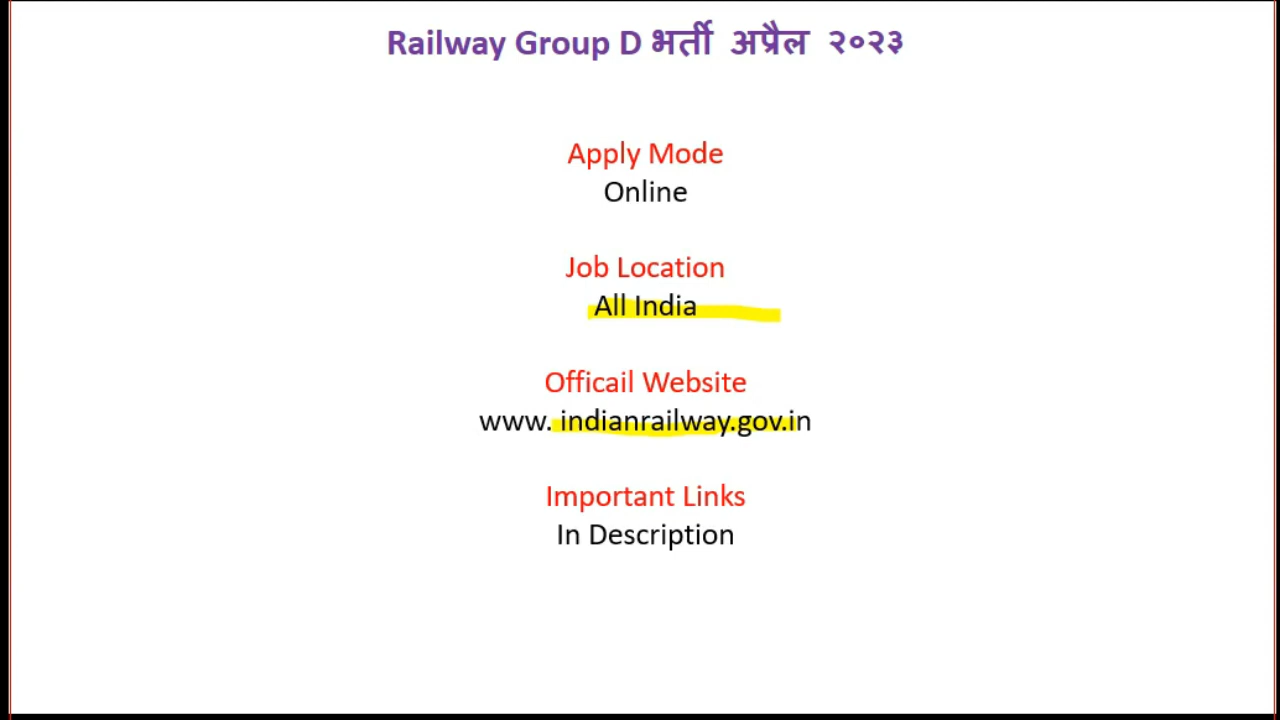 Railway Group D भर्ती अप्रैल २०२३
Apply Mode
Online
Job Location
All India
Officail Website
www. indianrailway.gov.in
Important Links
In Description